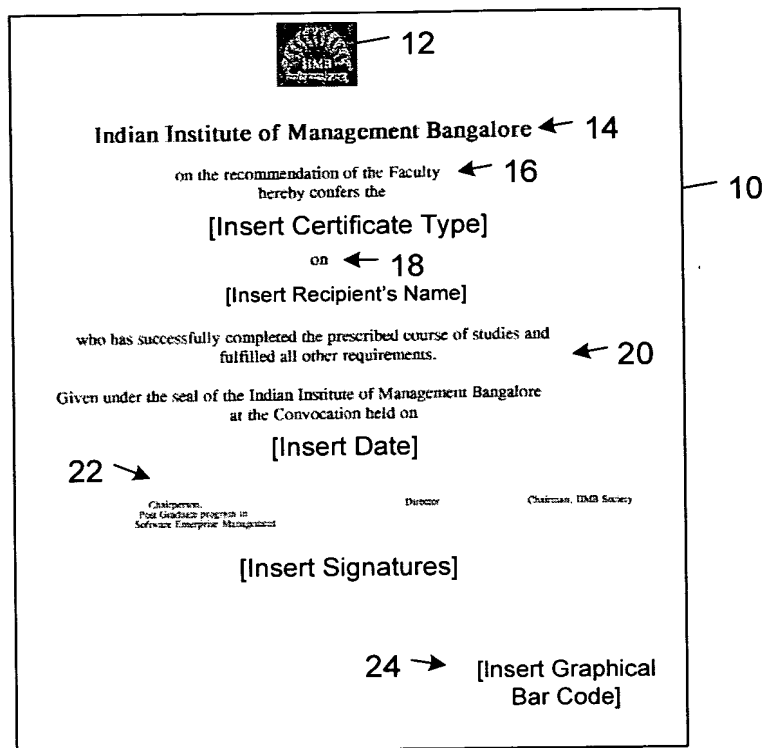 IIMB
12
Indian Institute of Management Bangalore 14
on the recommendation of the Faculty 16
hereby confers the
10
[Insert Certificate Type]
on 18
[Insert Recipient's Name]
who has successfully completed the prescribed course of studies and
fulfilled all other requirements.
20
Given under the seal of the Indian Institute of Management Bangalore
at the Convocation held on
[Insert Date]
22
Chairperson, Director Chairman, IIMB Society
Post Graduate program in
Software Enterprise Management
[Insert Signatures]
24 [Insert Graphical
Bar Code]